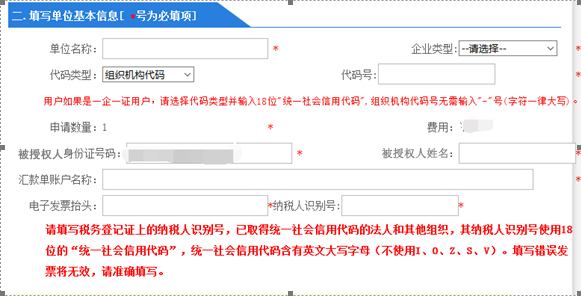 二.填写单位基本信息[ *号为必填项]
单位名称： * 企业类型: --请选择-- *
代码类型: 组织机构代码 代码号: *
用户如果是一企一证用户，请选择代码类型并输入18位"统一社会信用代码",组织机构代码号无需输入"-"号(字符一律大写)。
申请数量: 1 * 费用:
被授权人身份证号码: * 被授权人姓名: *
汇款单账户名称: *
电子发票抬头: *纳税人识别号: *
请填写税务登记证上的纳税人识别号，已取得统一社会信用代码的法人和其他组织，其纳税人识别号使用18
位的“统一社会信用代码”，统一社会信用代码含有英文大写字母（不使用I、O、Z、S、V）。填写错误发
票将无效，请准确填写。